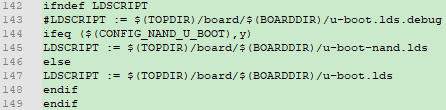 142 ifndef LDSCRIPT
143 #LDSCRIPT := $(TOPDIR)/board/$(BOARDDIR)/u-boot.lds.debug
144 ifeq ($(CONFIG_NAND_U_BOOT),y)
145 LDSCRIPT := $(TOPDIR)/board/$(BOARDDIR)/u-boot-nand.lds
146 else
147 LDSCRIPT := $(TOPDIR)/board/$(BOARDDIR)/u-boot.lds
148 endif
149 endif